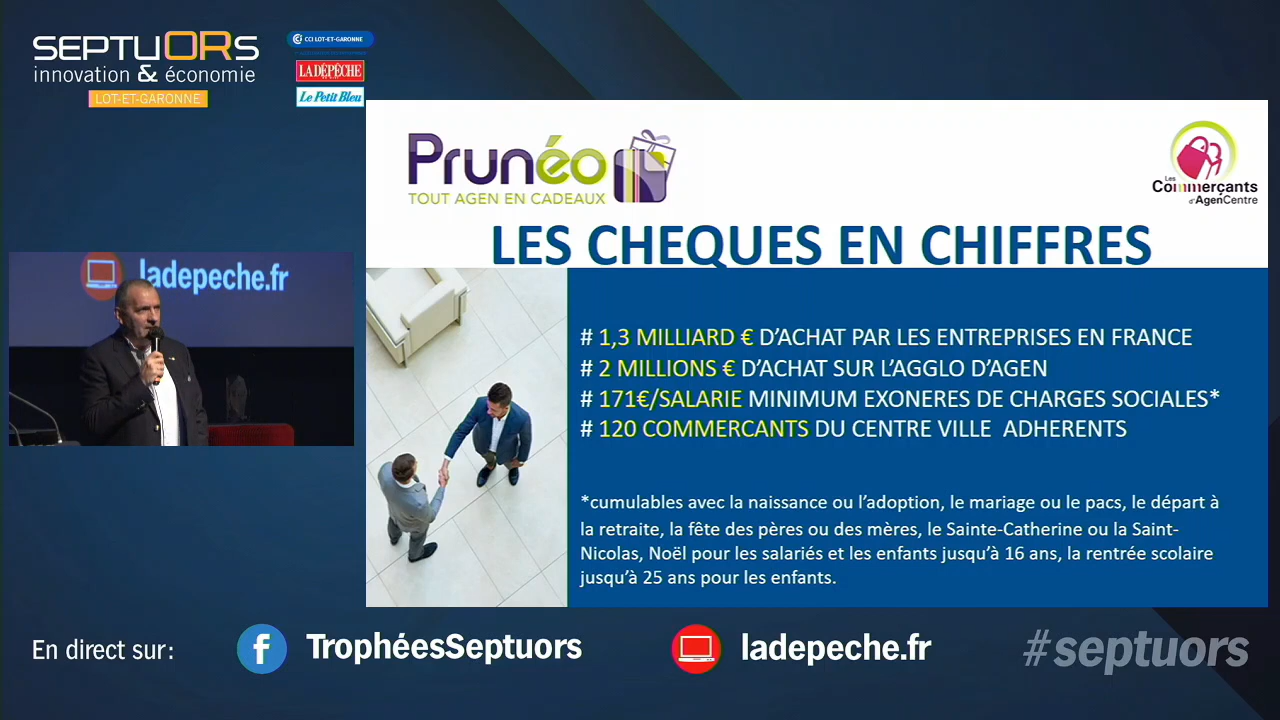 SEPTUORS
innovation & économie
LOT-ET-GARONNE
CCI LOT-ET-GARONNE
LA DÉPÊCHE
Le Petit Bleu
Prunéo
TOUT AGEN EN CADEAUX
Les
Commerçants
d'AgenCentre
LES CHEQUES EN CHIFFRES
# 1,3 MILLIARD € D'ACHAT PAR LES ENTREPRISES EN FRANCE
# 2 MILLIONS € D'ACHAT SUR L'AGGLO D'AGEN
# 171€/SALARIE MINIMUM EXONERES DE CHARGES SOCIALES*
# 120 COMMERCANTS DU CENTRE VILLE ADHERENTS
*cumulables avec la naissance ou l'adoption, le mariage ou le pacs, le départ à
la retraite, la fête des pères ou des mères, le Sainte-Catherine ou la Saint-
Nicolas, Noël pour les salariés et les enfants jusqu'à 16 ans, la rentrée scolaire
jusqu'à 25 ans pour les enfants.
ladepeche.fr
En direct sur:
TrophéesSeptuors
ladepeche.fr
#septuors